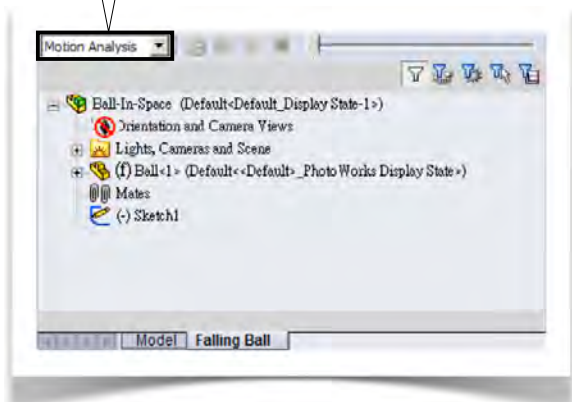 Motion Analysis
Ball-In-Space (Default<Default_Display State-1>)
Orientation and Camera Views
Lights, Cameras and Scene
(f) Ball<1> (Default<<Default>_PhotoWorks Display State>)
Mates
(-) Sketch1
Model Falling Ball